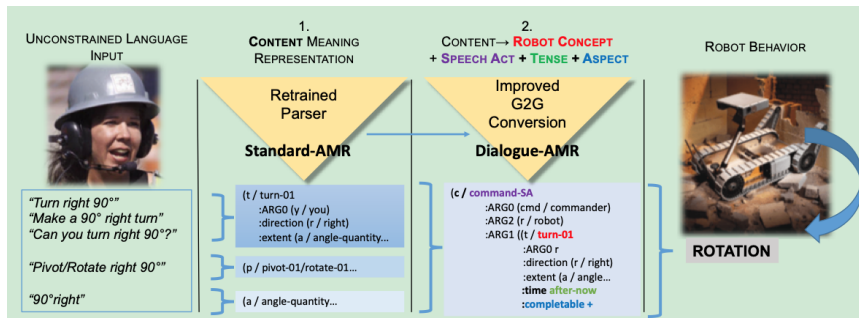 UNCONSTRAINED LANGUAGE
INPUT
“Turn right 90°”
“Make a 90° right turn”
“Can you turn right 90°?”
“Pivot/Rotate right 90°”
“90°right”
1.
CONTENT MEANING
REPRESENTATION
Retrained
Parser
Standard-AMR
(t / turn-01
:ARG0 (y / you)
:direction (r / right)
:extent (a / angle-quantity...
(p / pivot-01/rotate-01...
(a / angle-quantity...
2.
CONTENT→ ROBOT CONCEPT
+ SPEECH ACT + TENSE + ASPECT
Improved
G2G
Conversion
Dialogue-AMR
(c / command-SA
:ARG0 (cmd / commander)
:ARG2 (r / robot)
:ARG1 ((t / turn-01
:ARG0 r
:direction (r / right)
:extent (a / angle...
:time after-now
:completable +
ROBOT BEHAVIOR
ROTATION